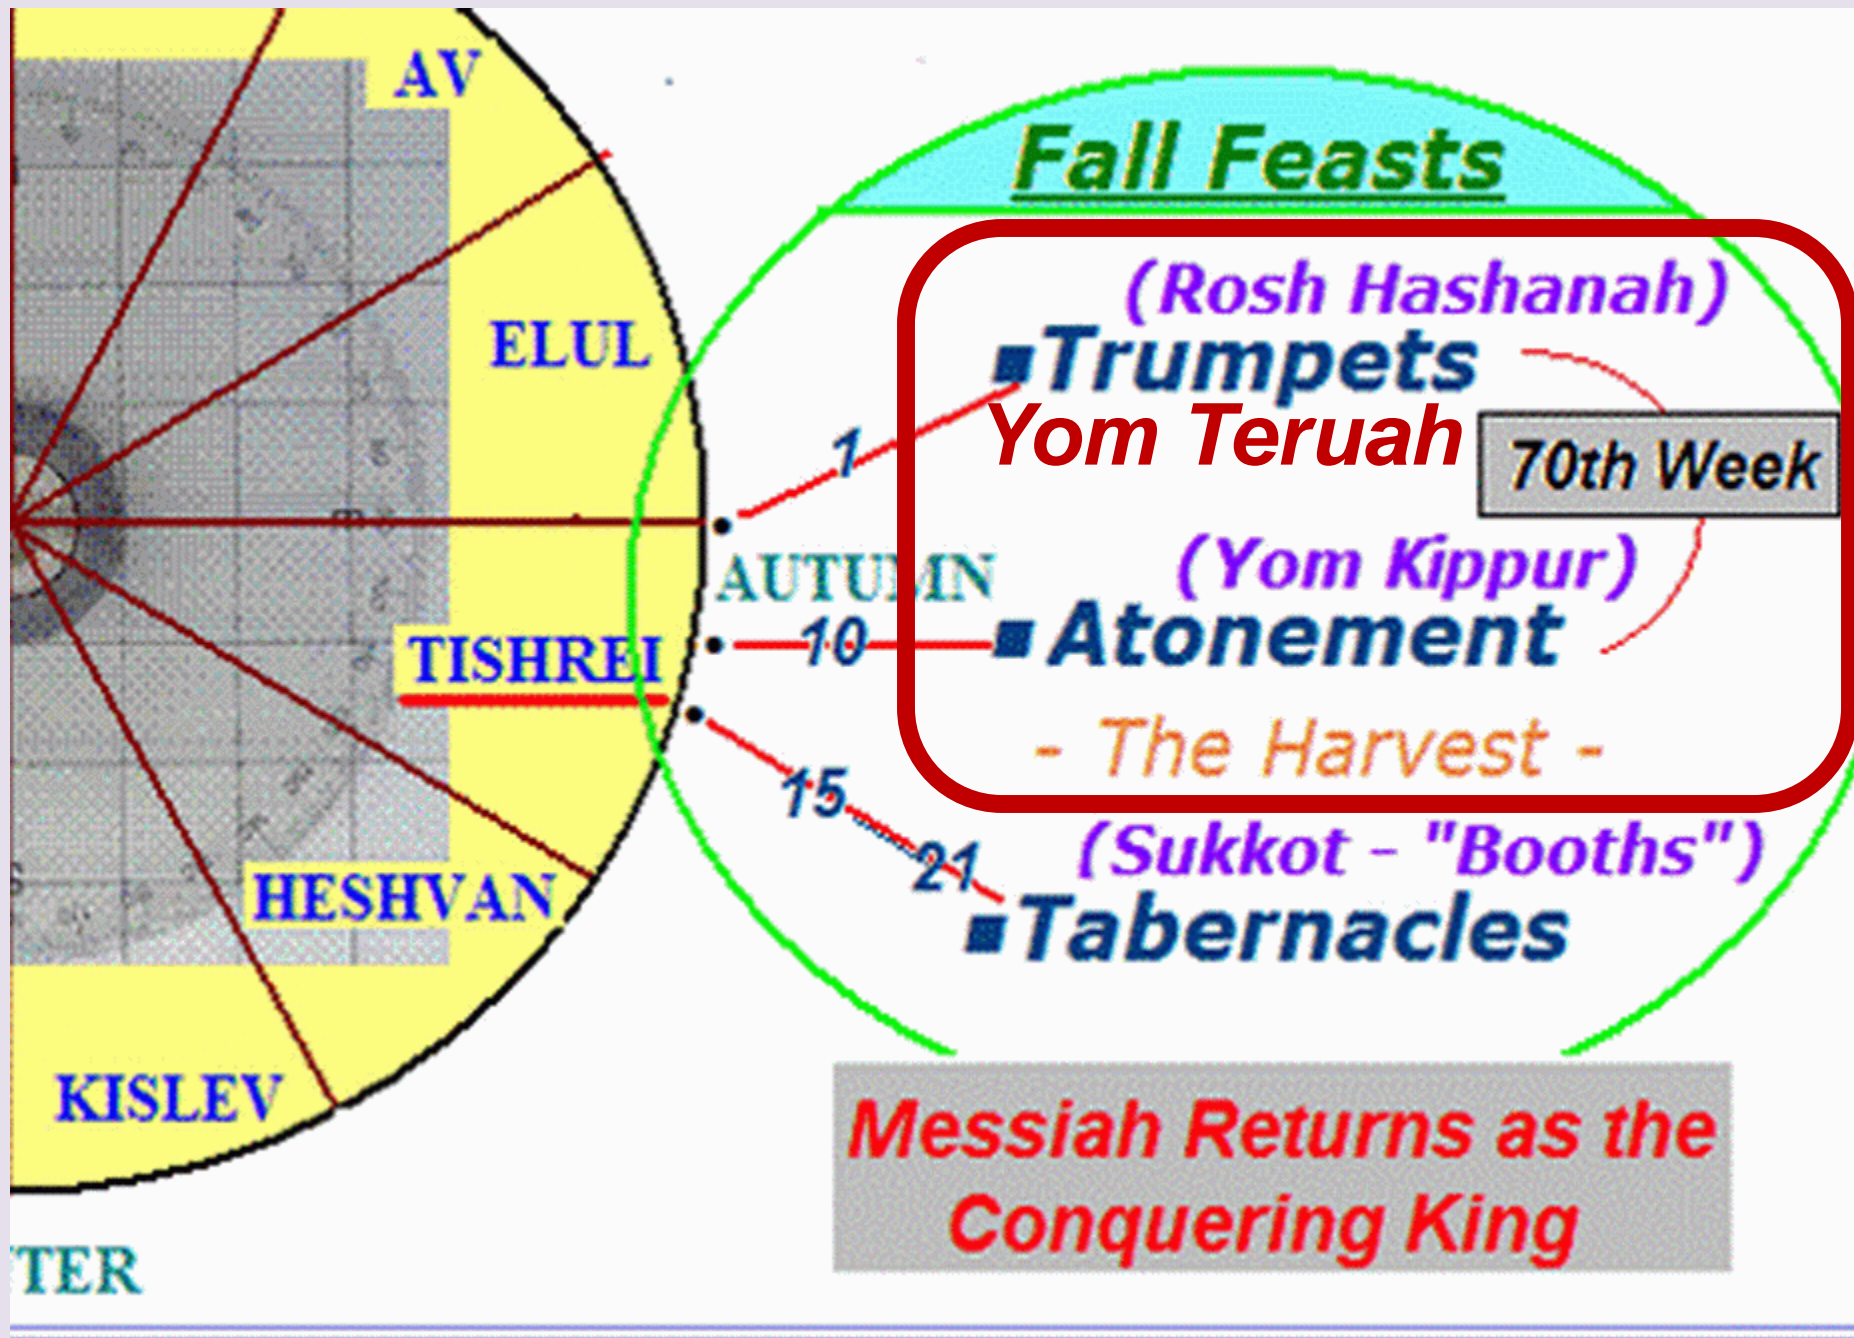 AV
Fall Feasts
(Rosh Hashanah)
ELUL
▪Trumpets
1
Yom Teruah
70th Week
(Yom Kippur)
AUTUMN
10
▪Atonement
TISHREI
- The Harvest -
15
21
(Sukkot - "Booths")
HESHVAN
▪Tabernacles
KISLEV
Messiah Returns as the
Conquering King
TER